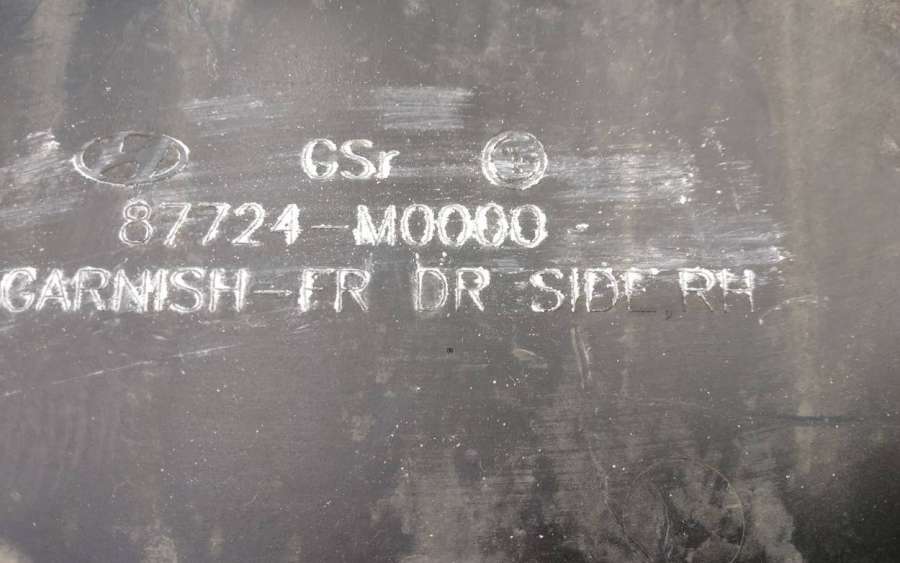 GSr
87724-M0000
GARNISH-FR DR SIDE,RH